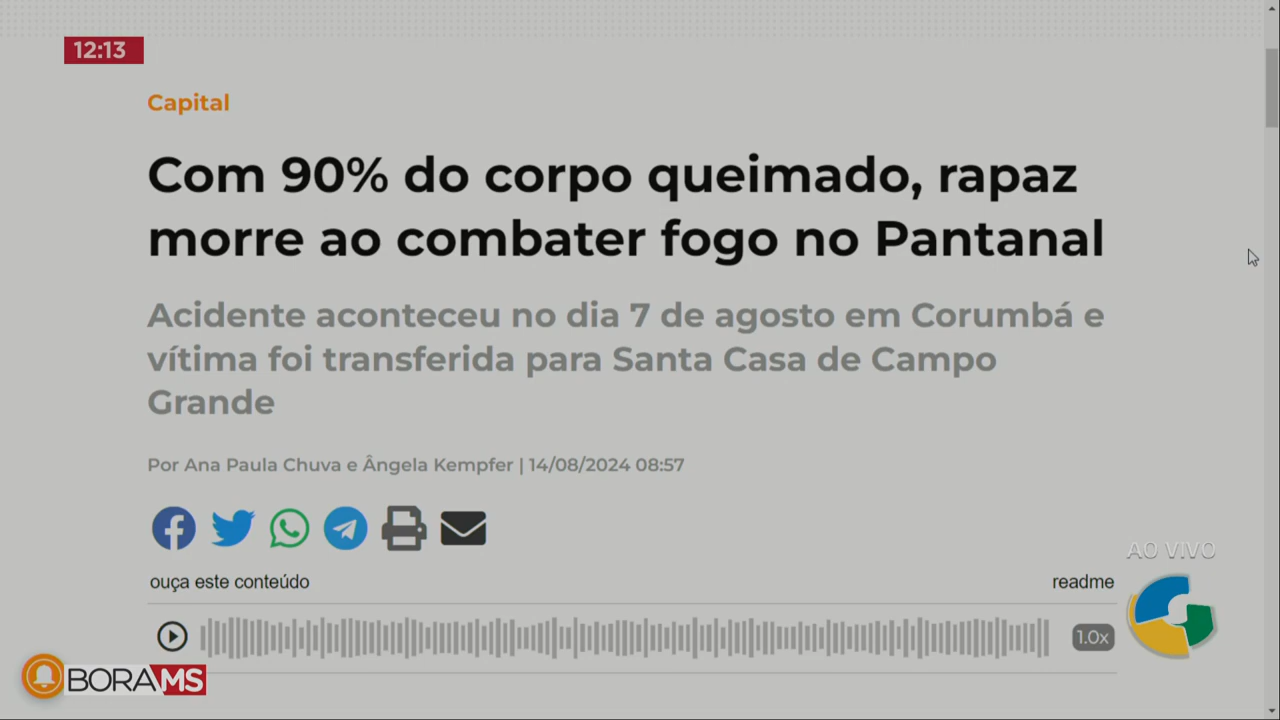 12:13
Capital
Com 90% do corpo queimado, rapaz
morre ao combater fogo no Pantanal
Acidente aconteceu no dia 7 de agosto em Corumbá e
vítima foi transferida para Santa Casa de Campo
Grande
Por Ana Paula Chuva e Ângela Kempfer | 14/08/2024 08:57
AO VIVO
ouça este conteúdo readme
1.0x
BORAMS